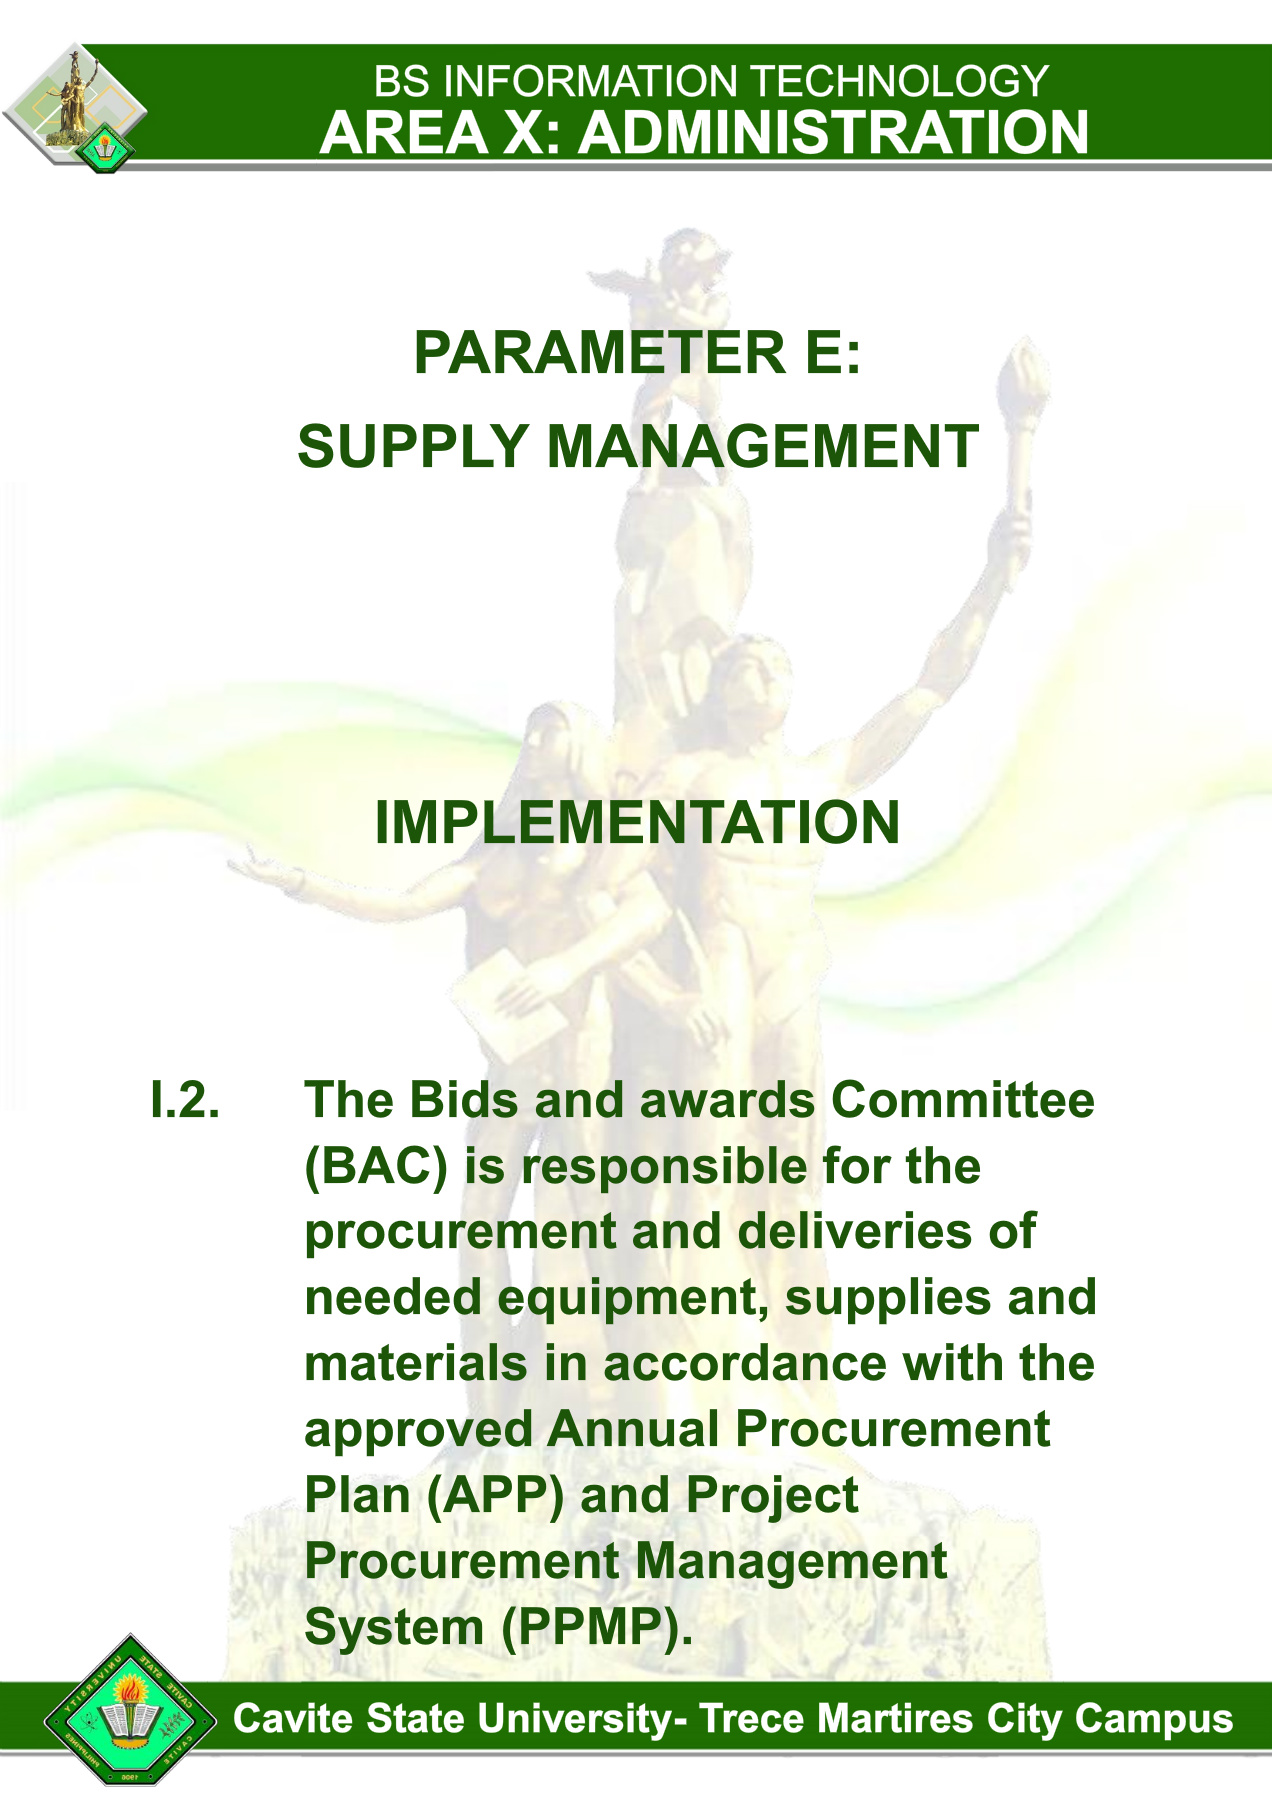 BS INFORMATION TECHNOLOGY
AREA X: ADMINISTRATION
PARAMETER E:
SUPPLY MANAGEMENT
IMPLEMENTATION
I.2. The Bids and awards Committee
(BAC) is responsible for the
procurement and deliveries of
needed equipment, supplies and
materials in accordance with the
approved Annual Procurement
Plan (APP) and Project
Procurement Management
System (PPMP).
CAVITE STATE UNIVERSITY
CAVITE PHILIPPINES
1906
Cavite State University- Trece Martires City Campus